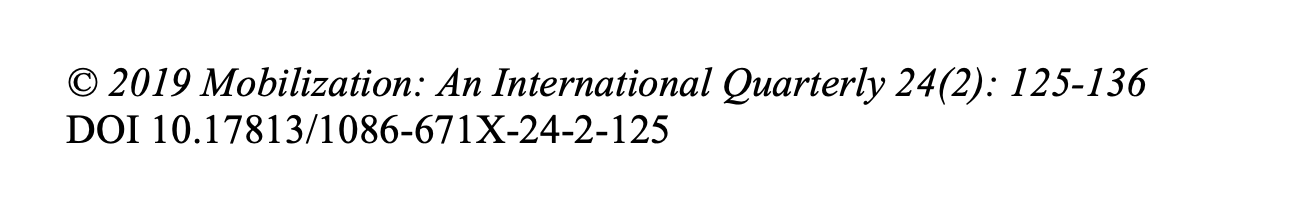 © 2019 Mobilization: An International Quarterly 24(2): 125-136
DOI 10.17813/1086-671X-24-2-125